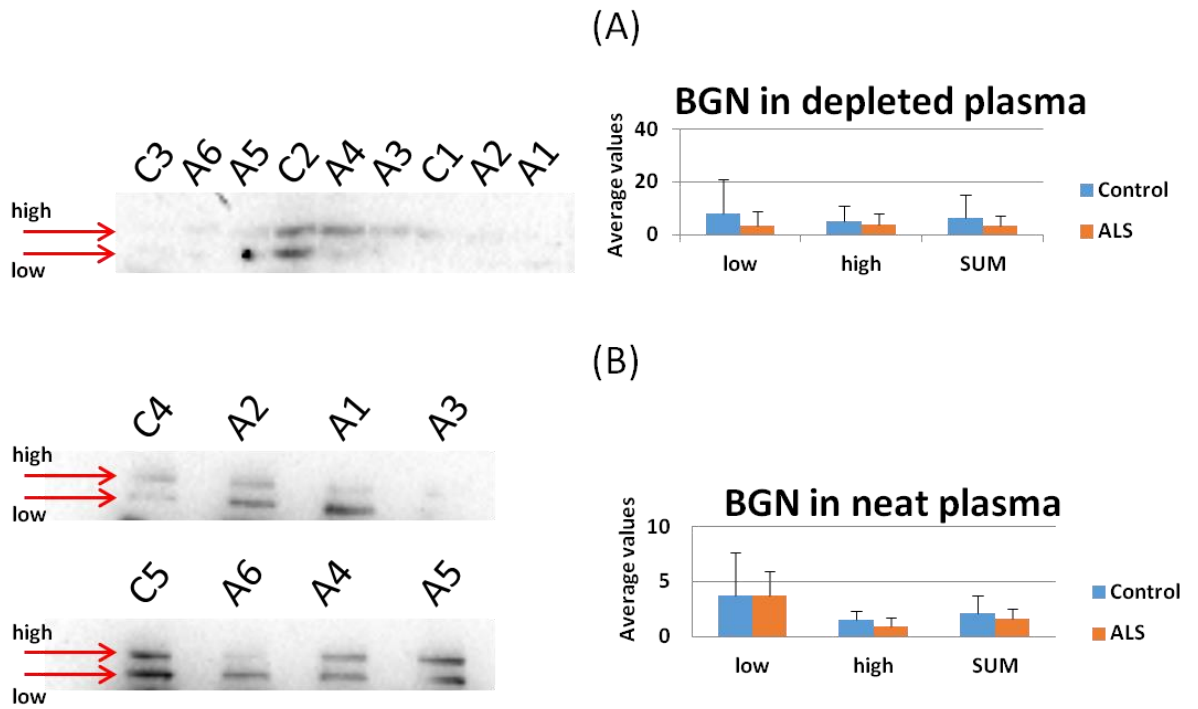 (A)
C3 A6 A5 C2 A4 A3 C1 A2 A1
high
low
BGN in depleted plasma
Average values
40
20
0
low high SUM
Control
ALS
(B)
C4 A2 A1 A3
high
low
C5 A6 A4 A5
high
low
BGN in neat plasma
Average values
10
5
0
low high SUM
Control
ALS